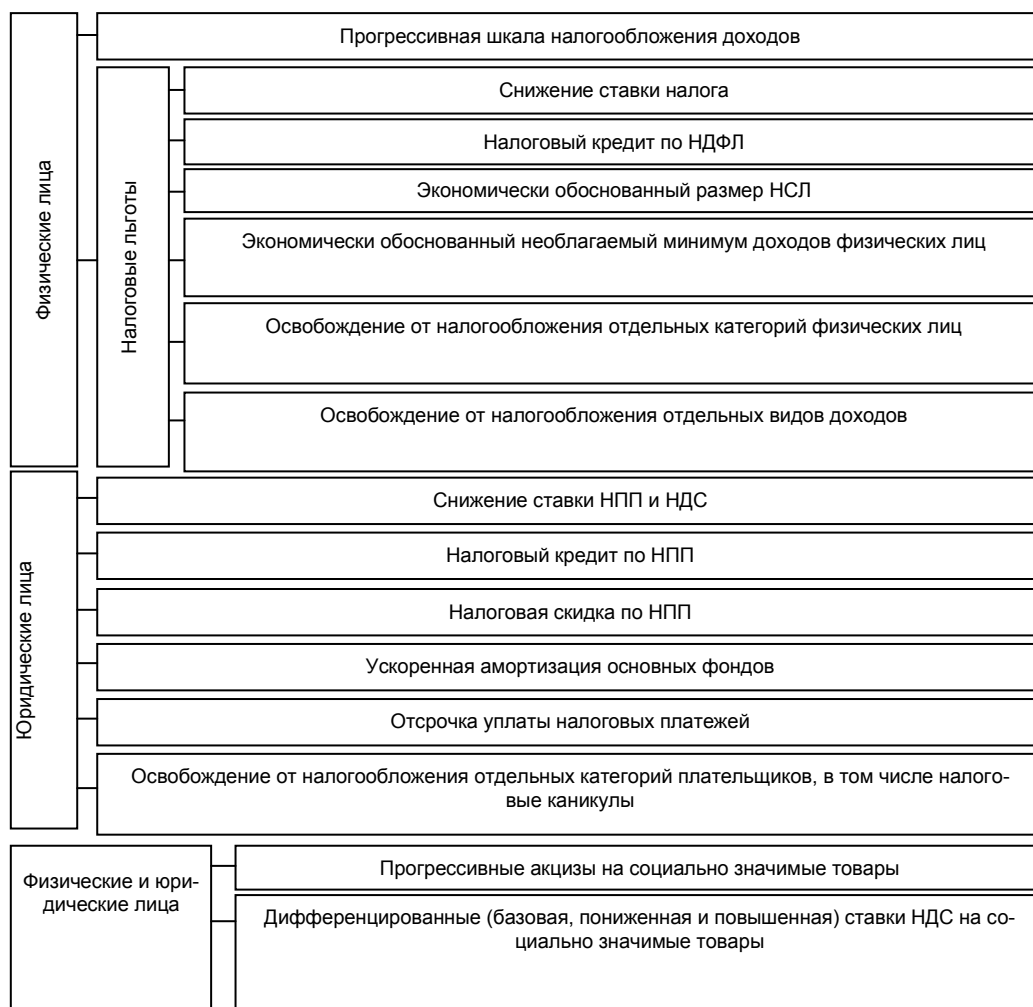 Физические лица
Прогрессивная шкала налогообложения доходов
Налоговые льготы
Снижение ставки налога
Налоговый кредит по НДФЛ
Экономически обоснованный размер НСЛ
Экономически обоснованный необлагаемый минимум доходов физических лиц
Освобождение от налогообложения отдельных категорий физических лиц
Освобождение от налогообложения отдельных видов доходов
Юридические лица
Снижение ставки НПП и НДС
Налоговый кредит по НПП
Налоговая скидка по НПП
Ускоренная амортизация основных фондов
Отсрочка уплаты налоговых платежей
Освобождение от налогообложения отдельных категорий плательщиков, в том числе налого-
вые каникулы
Физические и юри-
дические лица
Прогрессивные акцизы на социально значимые товары
Дифференцированные (базовая, пониженная и повышенная) ставки НДС на со-
циально значимые товары